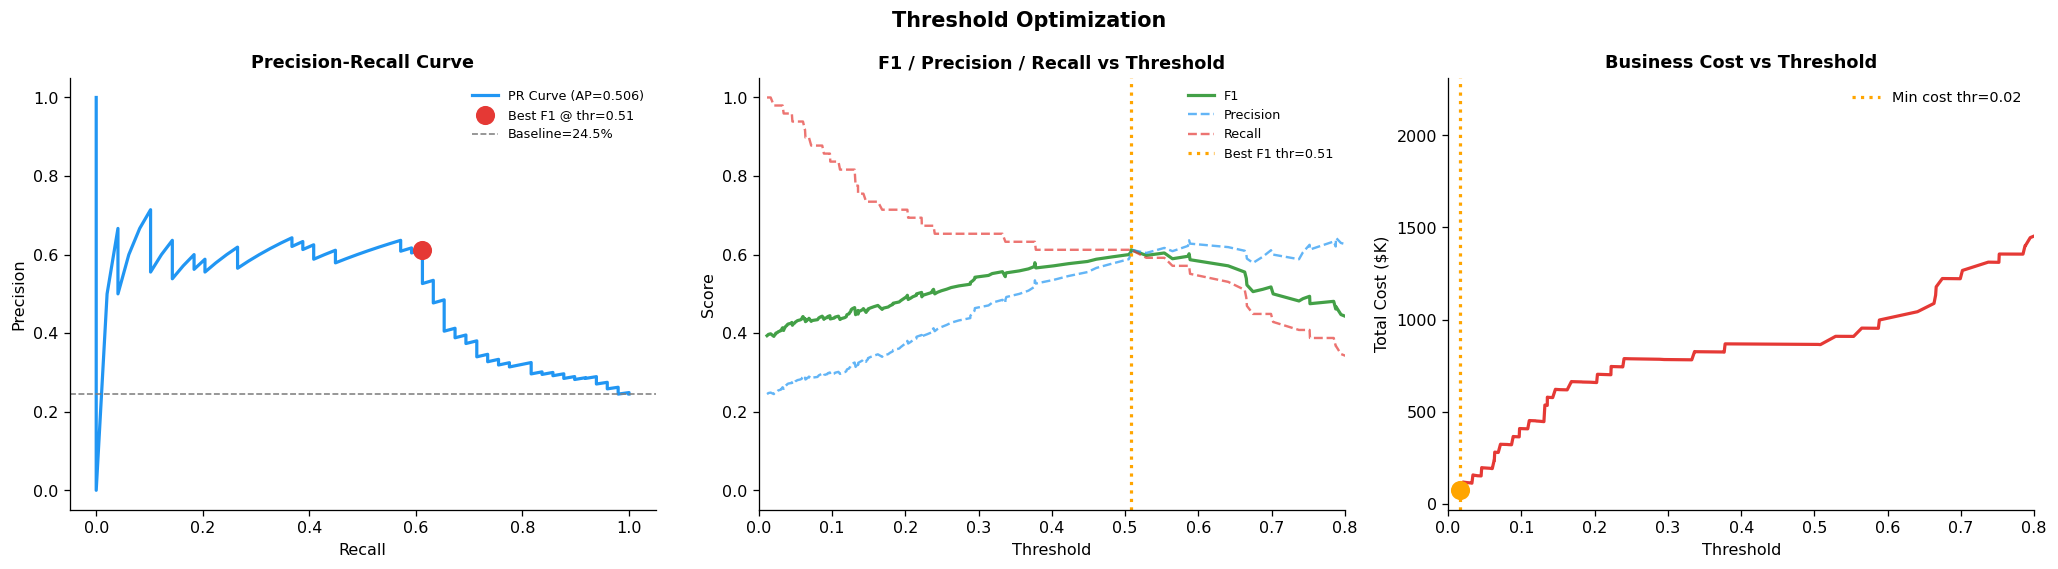 Threshold Optimization
Precision-Recall Curve
PR Curve (AP=0.506)
Best F1 @ thr=0.51
Baseline=24.5%
Precision
1.0
0.8
0.6
0.4
0.2
0.0
0.0 0.2 0.4 0.6 0.8 1.0
Recall
F1 / Precision / Recall vs Threshold
F1
Precision
Recall
Best F1 thr=0.51
Score
1.0
0.8
0.6
0.4
0.2
0.0
0.0 0.1 0.2 0.3 0.4 0.5 0.6 0.7 0.8
Threshold
Business Cost vs Threshold
Min cost thr=0.02
Total Cost ($K)
2000
1500
1000
500
0
0.0 0.1 0.2 0.3 0.4 0.5 0.6 0.7 0.8
Threshold